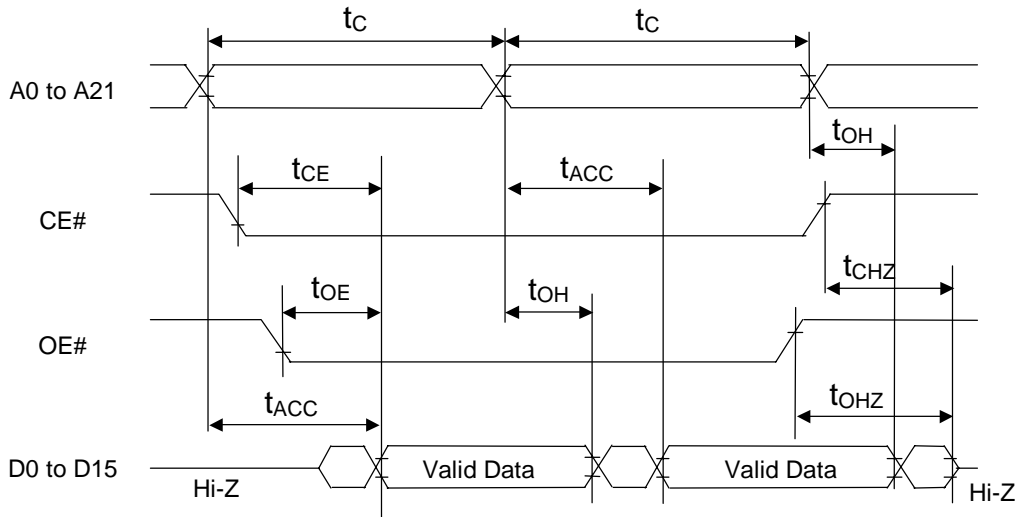 tC tC
A0 to A21
tOH
tCE tACC
CE#
tCHZ
tOE tOH
OE#
tACC tOHZ
D0 to D15 Valid Data Valid Data
Hi-Z Hi-Z